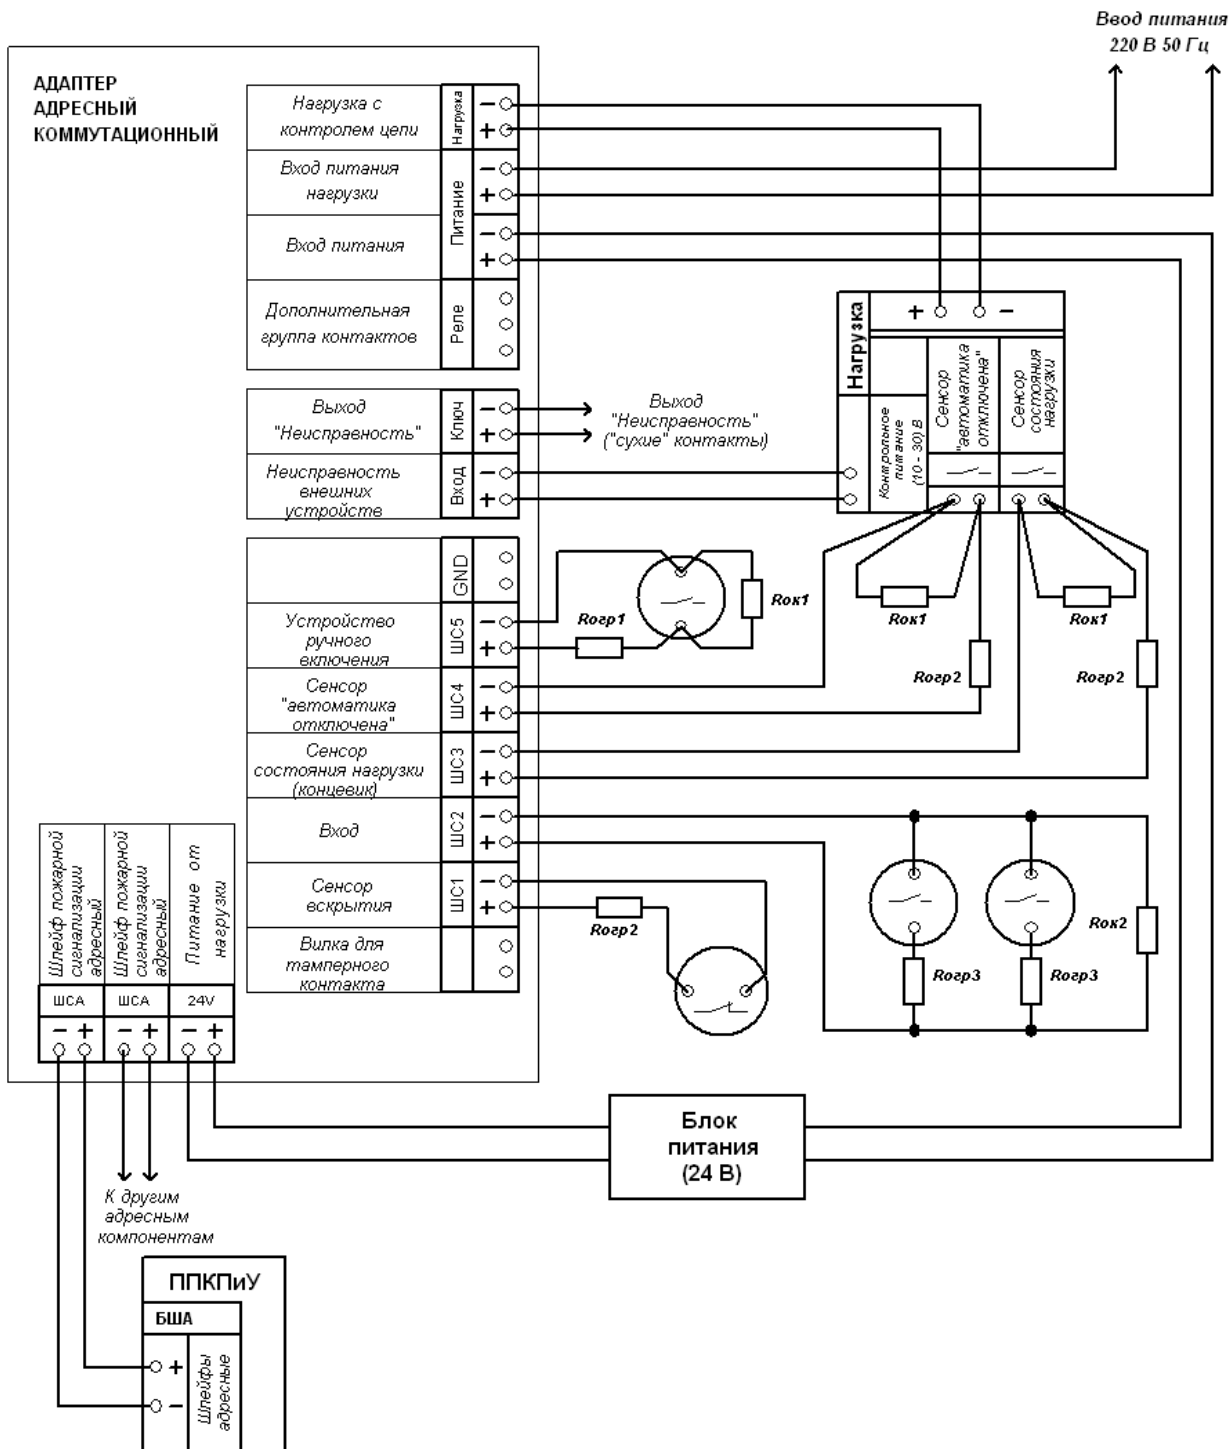 Ввод питания
220 В 50 Гц
АДАПТЕР
АДРЕСНЫЙ
КОММУТАЦИОННЫЙ
Нагрузка с
контролем цепи
Нагрузка
− +
Вход питания
нагрузки
Питание
− +
Вход питания
− +
Дополнительная
группа контактов
Реле
Выход
"Неисправность"
Ключ
− +
Выход
"Неисправность"
("сухие" контакты)
Неисправность
внешних
устройств
Вход
− +
Нагрузка
+ −
Контрольное
питание
(10 - 30) В
Сенсор
"автоматика
отключена"
Сенсор
состояния
нагрузки
GND
Устройство
ручного
включения
ШС5
− +
Rогр1
Rок1
Rок1
Rок1
Rогр2
Rогр2
Сенсор
"автоматика
отключена"
ШС4
− +
Сенсор
состояния нагрузки
(концевик)
ШС3
− +
Вход
ШС2
− +
Сенсор
вскрытия
ШС1
− +
Rогр2
Rогр3
Rогр3
Rок2
Вилка для
тамперного
контакта
Шлейф пожарной
сигнализации
адресный
Шлейф пожарной
сигнализации
адресный
Питание от
нагрузки
ШСА
ШСА
24V
− + − + − +
Блок
питания
(24 В)
К другим
адресным
компонентам
ППКПиУ
БША
+
−
Шлейфы
адресные